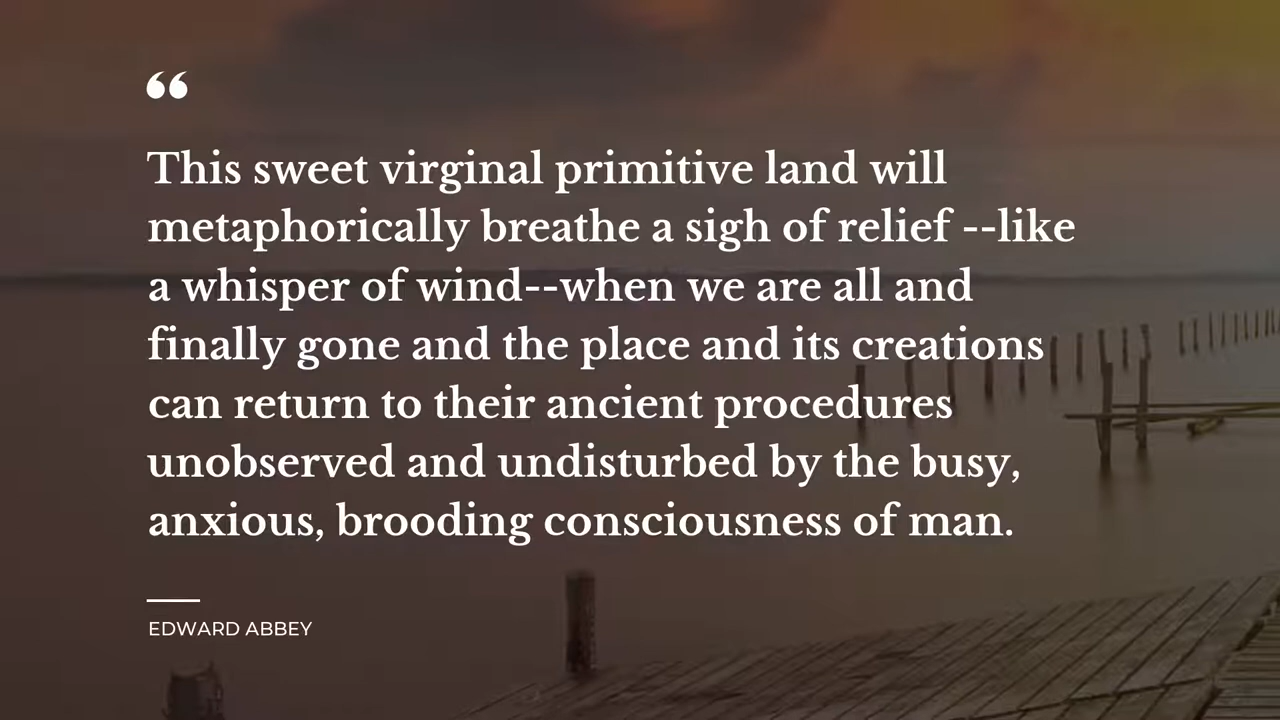 “
This sweet virginal primitive land will
metaphorically breathe a sigh of relief --like
a whisper of wind--when we are all and
finally gone and the place and its creations
can return to their ancient procedures
unobserved and undisturbed by the busy,
anxious, brooding consciousness of man.
EDWARD ABBEY